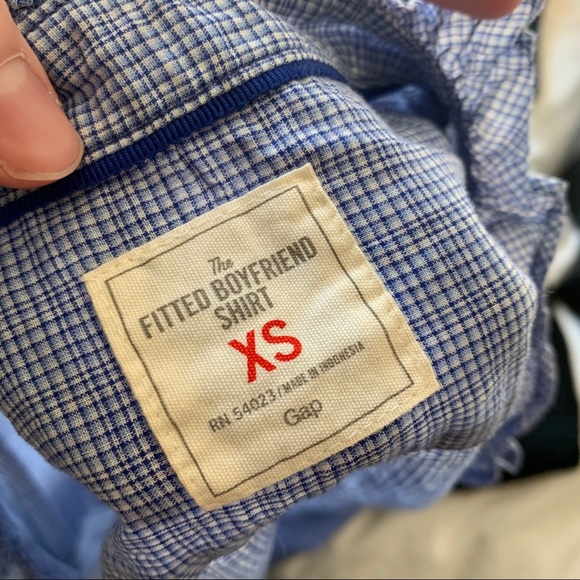 The
FITTED BOYFRIEND
SHIRT
XS
RN 54023 / MADE IN INDONESIA
Gap